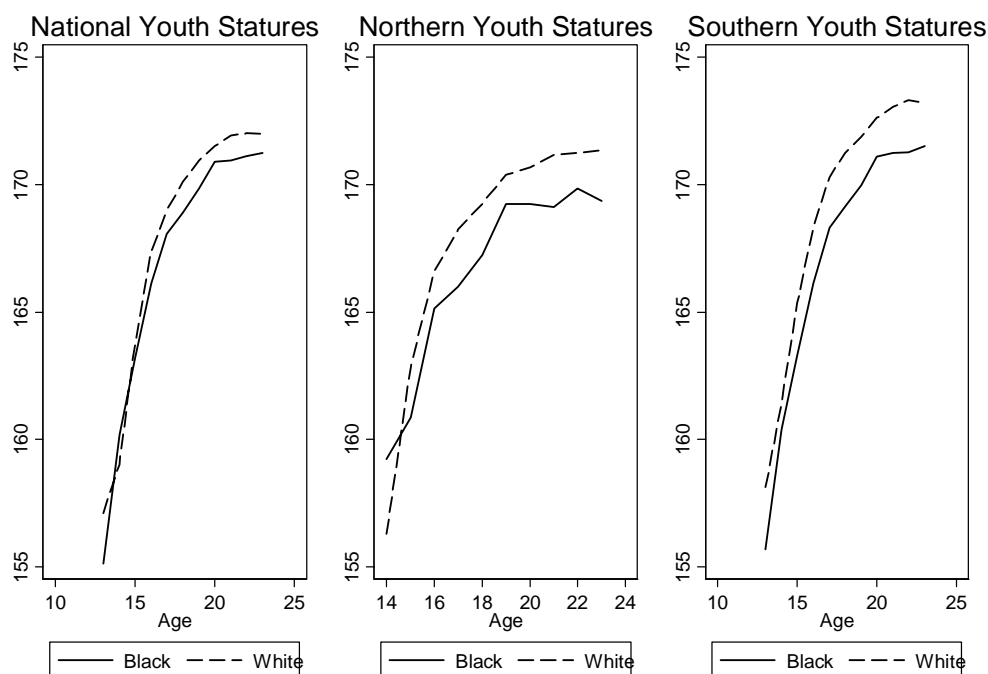 National Youth Statures
175
170
165
160
155
10 15 20 25
Age
Black White
Northern Youth Statures
175
170
165
160
155
14 16 18 20 22 24
Age
Black White
Southern Youth Statures
175
170
165
160
155
10 15 20 25
Age
Black White